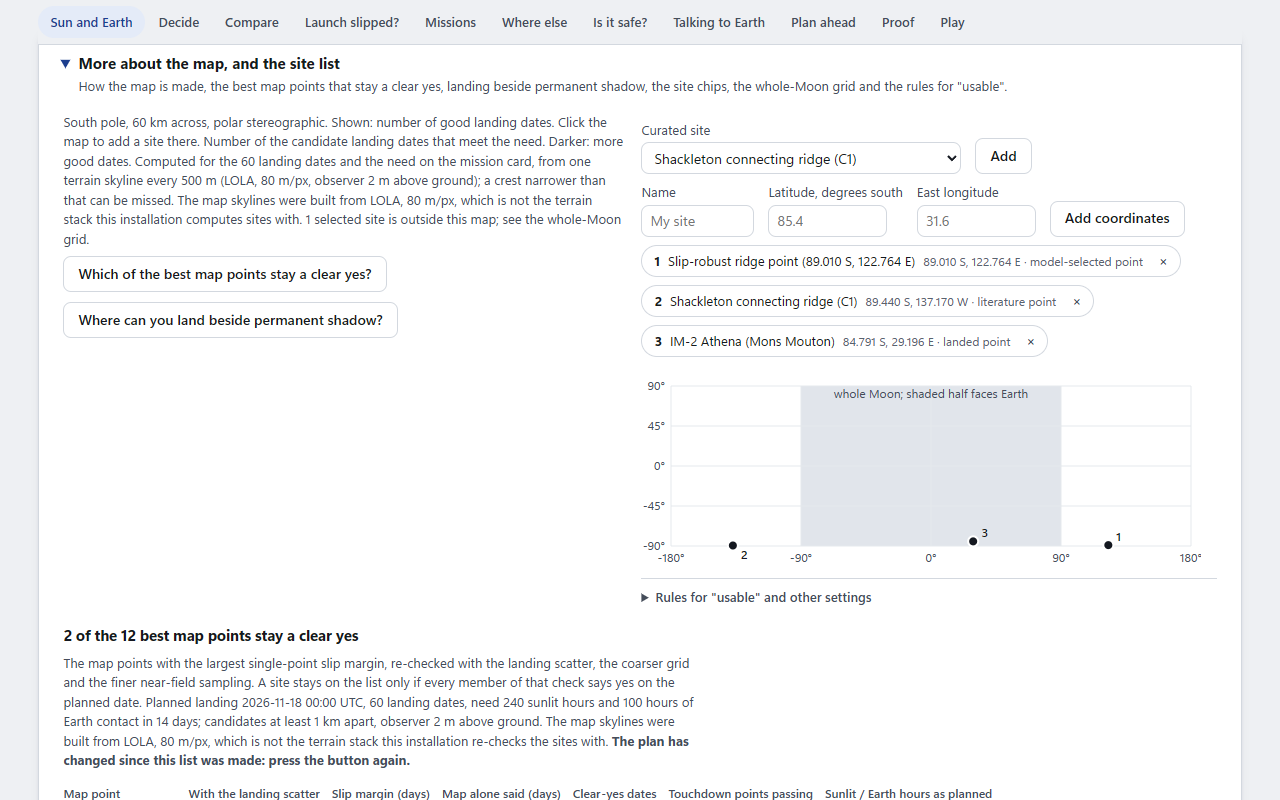 Sun and Earth Decide Compare Launch slipped? Missions Where else Is it safe? Talking to Earth Plan ahead Proof Play
▼ More about the map, and the site list
How the map is made, the best map points that stay a clear yes, landing beside permanent shadow, the site chips, the whole-Moon grid and the rules for "usable".
South pole, 60 km across, polar stereographic. Shown: number of good landing dates. Click the
map to add a site there. Number of the candidate landing dates that meet the need. Darker: more
good dates. Computed for the 60 landing dates and the need on the mission card, from one
terrain skyline every 500 m (LOLA, 80 m/px, observer 2 m above ground); a crest narrower than
that can be missed. The map skylines were built from LOLA, 80 m/px, which is not the terrain
stack this installation computes sites with. 1 selected site is outside this map; see the whole-Moon
grid.
Which of the best map points stay a clear yes?
Where can you land beside permanent shadow?
Curated site
Shackleton connecting ridge (C1) Add
Name Latitude, degrees south East longitude
My site 85.4 31.6 Add coordinates
1 Slip-robust ridge point (89.010 S, 122.764 E) 89.010 S, 122.764 E · model-selected point ×
2 Shackleton connecting ridge (C1) 89.440 S, 137.170 W · literature point ×
3 IM-2 Athena (Mons Mouton) 84.791 S, 29.196 E · landed point ×
90°
whole Moon; shaded half faces Earth
45°
0°
-45°
-90°
2
3
1
-180° -90° 0° 90° 180°
▶ Rules for "usable" and other settings
2 of the 12 best map points stay a clear yes
The map points with the largest single-point slip margin, re-checked with the landing scatter, the coarser grid
and the finer near-field sampling. A site stays on the list only if every member of that check says yes on the
planned date. Planned landing 2026-11-18 00:00 UTC, 60 landing dates, need 240 sunlit hours and 100 hours of
Earth contact in 14 days; candidates at least 1 km apart, observer 2 m above ground. The map skylines were
built from LOLA, 80 m/px, which is not the terrain stack this installation re-checks the sites with. The plan has
changed since this list was made: press the button again.
Map point With the landing scatter Slip margin (days) Map alone said (days) Clear-yes dates Touchdown points passing Sunlit / Earth hours as planned